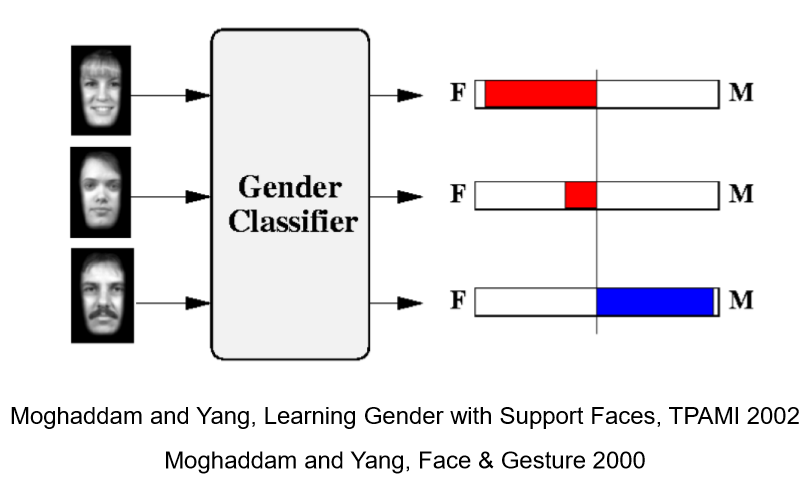 F M
Gender
Classifier
F M
F M
Moghaddam and Yang, Learning Gender with Support Faces, TPAMI 2002
Moghaddam and Yang, Face & Gesture 2000